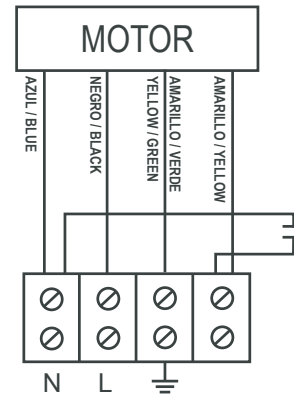 MOTOR
AZUL / BLUE
NEGRO / BLACK
YELLOW / GREEN
AMARILLO / VERDE
AMARILLO / YELLOW
N L